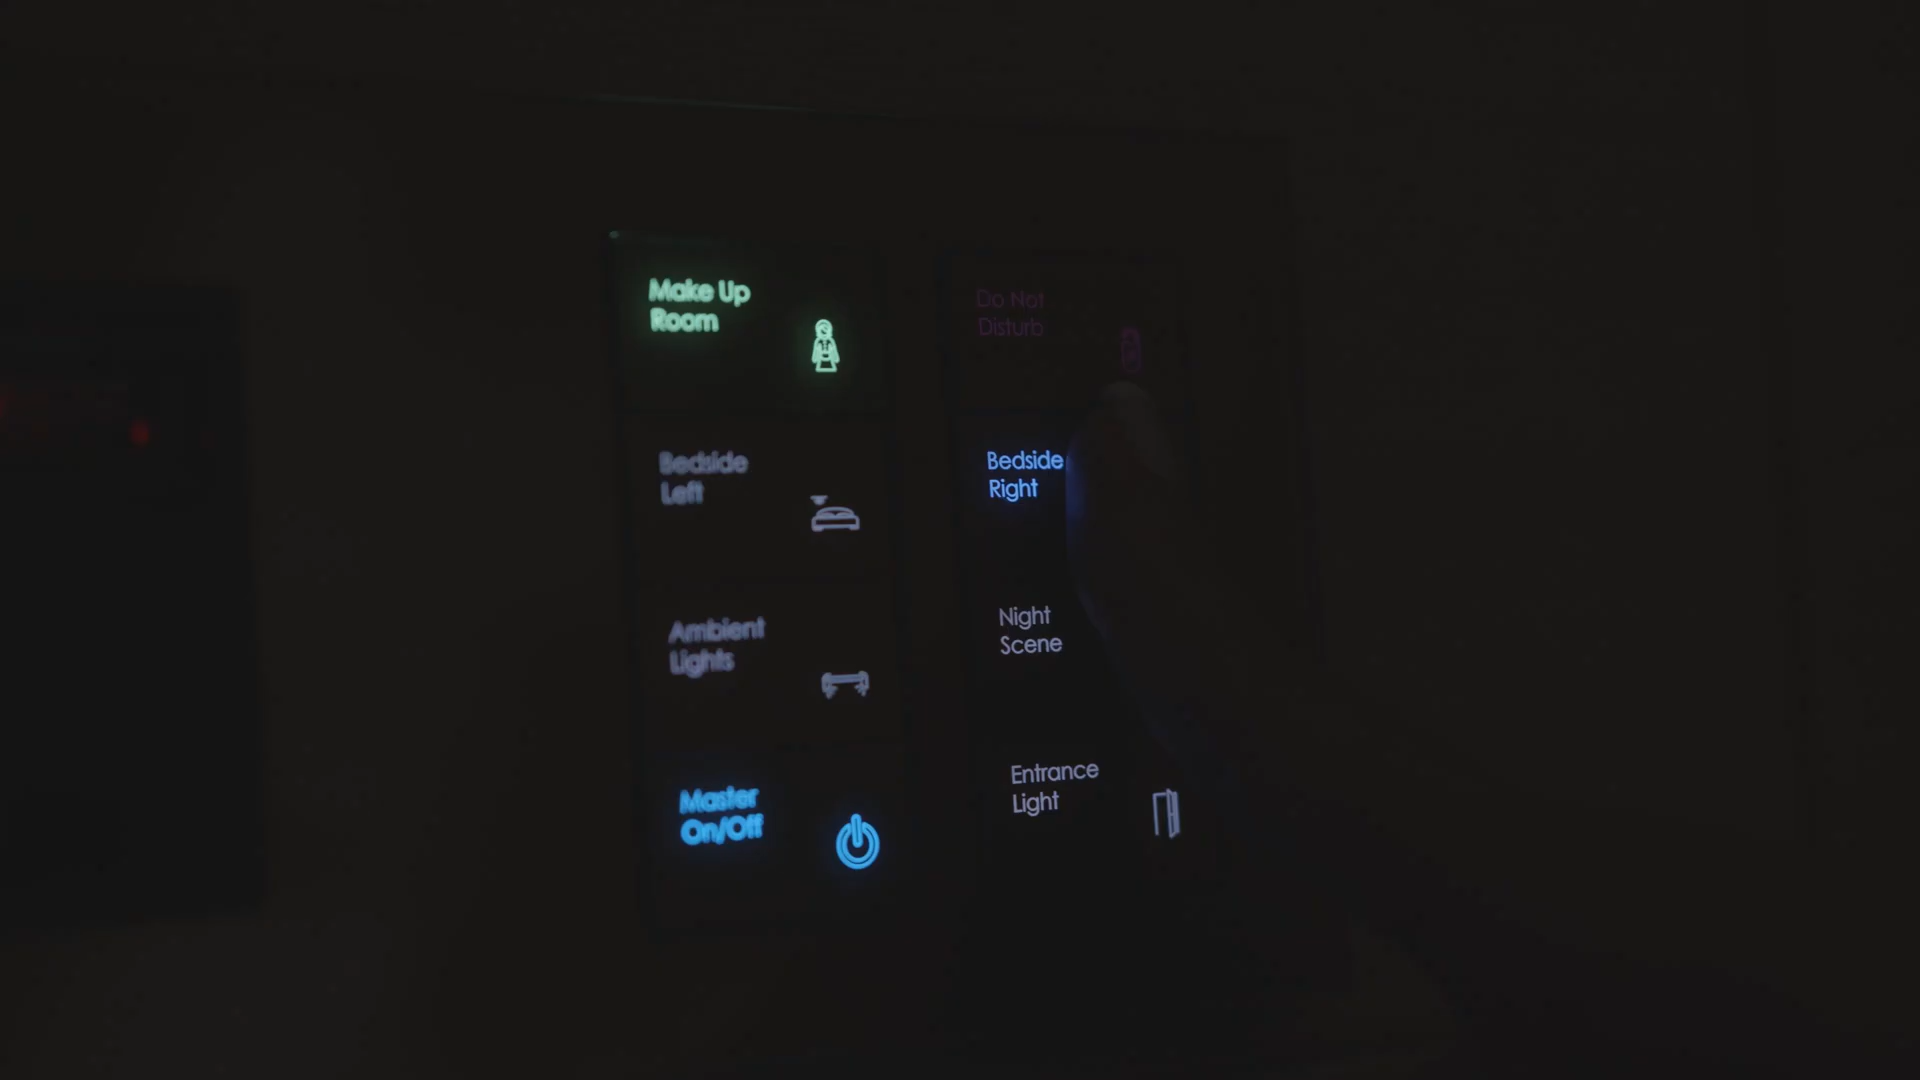 Make Up
Room
Do Not
Disturb
Bedside
Left
Bedside
Right
Ambient
Lights
Night
Scene
Master
On/Off
Entrance
Light